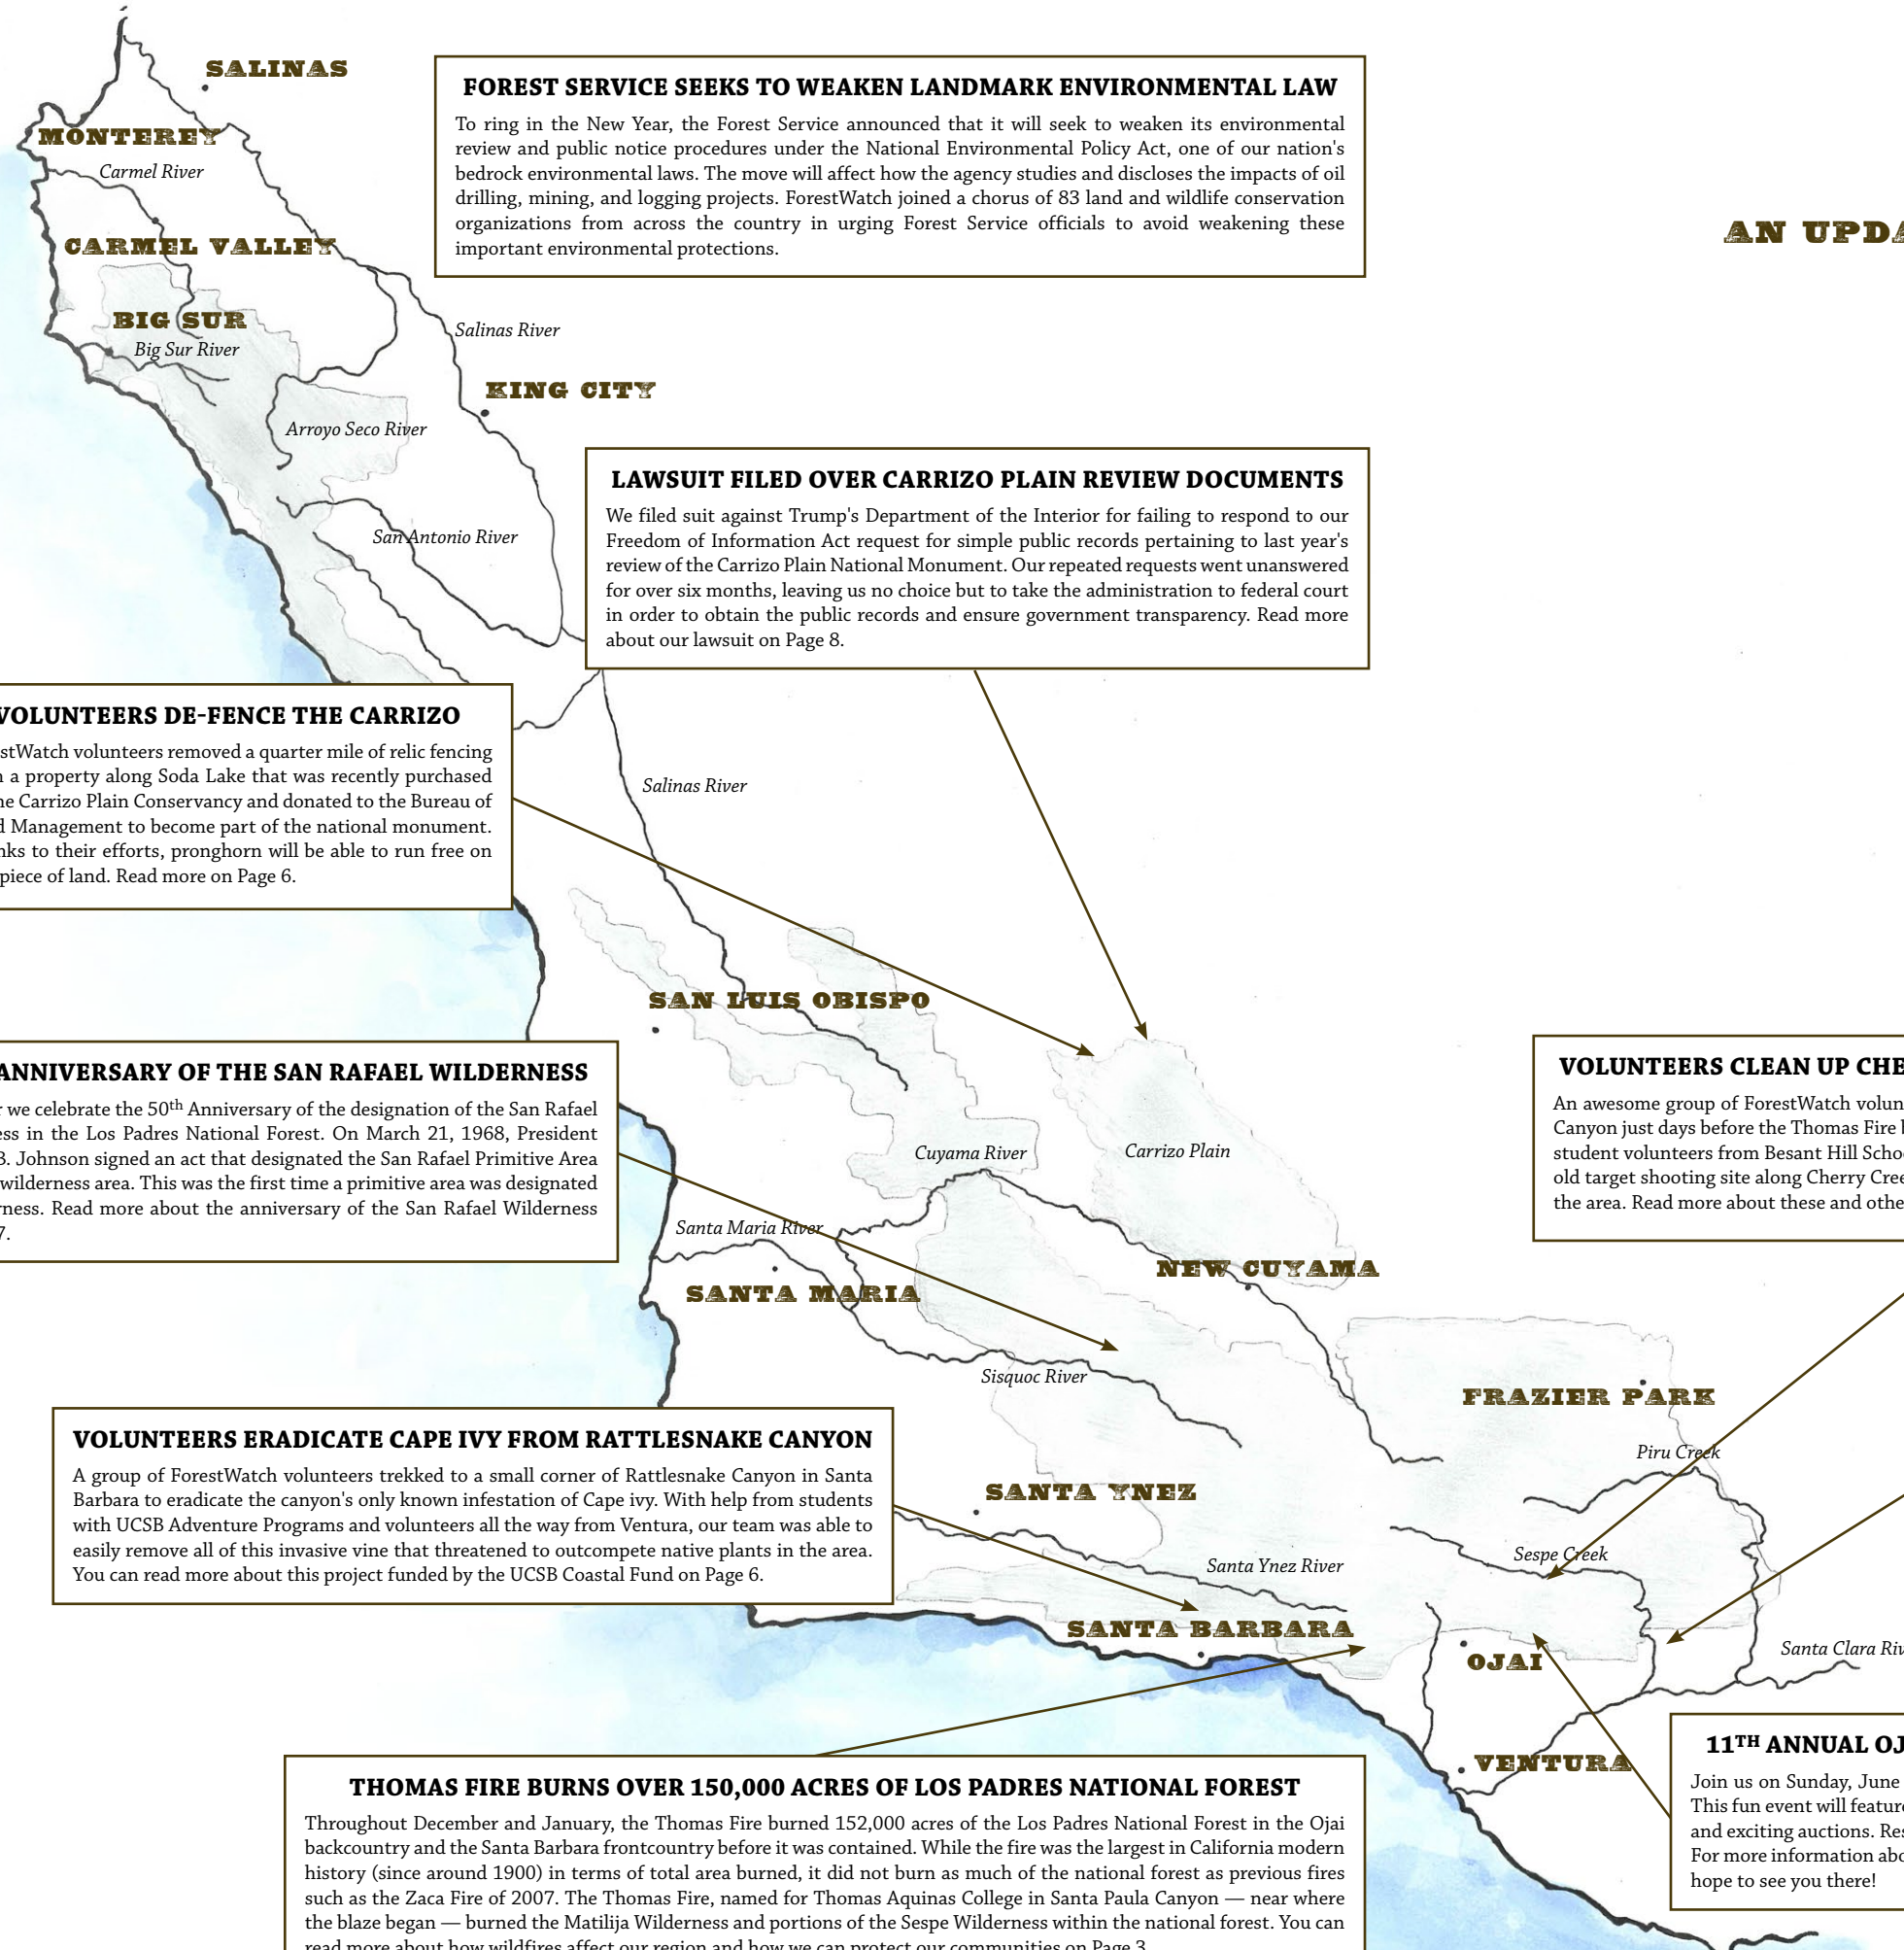 SALINAS
MONTEREY
Carmel River
CARMEL VALLEY
BIG SUR
Big Sur River
Salinas River
KING CITY
Arroyo Seco River
San Antonio River
FOREST SERVICE SEEKS TO WEAKEN LANDMARK ENVIRONMENTAL LAW
To ring in the New Year, the Forest Service announced that it will seek to weaken its environmental
review and public notice procedures under the National Environmental Policy Act, one of our nation's
bedrock environmental laws. The move will affect how the agency studies and discloses the impacts of oil
drilling, mining, and logging projects. ForestWatch joined a chorus of 83 land and wildlife conservation
organizations from across the country in urging Forest Service officials to avoid weakening these
important environmental protections.
AN UPDA
LAWSUIT FILED OVER CARRIZO PLAIN REVIEW DOCUMENTS
We filed suit against Trump's Department of the Interior for failing to respond to our
Freedom of Information Act request for simple public records pertaining to last year's
review of the Carrizo Plain National Monument. Our repeated requests went unanswered
for over six months, leaving us no choice but to take the administration to federal court
in order to obtain the public records and ensure government transparency. Read more
about our lawsuit on Page 8.
VOLUNTEERS DE-FENCE THE CARRIZO
stWatch volunteers removed a quarter mile of relic fencing
a property along Soda Lake that was recently purchased
he Carrizo Plain Conservancy and donated to the Bureau of
d Management to become part of the national monument.
nks to their efforts, pronghorn will be able to run free on
piece of land. Read more on Page 6.
Salinas River
SAN LUIS OBISPO
ANNIVERSARY OF THE SAN RAFAEL WILDERNESS
r we celebrate the 50th Anniversary of the designation of the San Rafael
ess in the Los Padres National Forest. On March 21, 1968, President
B. Johnson signed an act that designated the San Rafael Primitive Area
wilderness area. This was the first time a primitive area was designated
rness. Read more about the anniversary of the San Rafael Wilderness
7.
Cuyama River
Carrizo Plain
Santa Maria River
SANTA MARIA
NEW CUYAMA
Sisquoc River
VOLUNTEERS CLEAN UP CHE
An awesome group of ForestWatch volun
Canyon just days before the Thomas Fire b
student volunteers from Besant Hill Schoo
old target shooting site along Cherry Cree
the area. Read more about these and othe
FRAZIER PARK
Piru Creek
VOLUNTEERS ERADICATE CAPE IVY FROM RATTLESNAKE CANYON
A group of ForestWatch volunteers trekked to a small corner of Rattlesnake Canyon in Santa
Barbara to eradicate the canyon's only known infestation of Cape ivy. With help from students
with UCSB Adventure Programs and volunteers all the way from Ventura, our team was able to
easily remove all of this invasive vine that threatened to outcompete native plants in the area.
You can read more about this project funded by the UCSB Coastal Fund on Page 6.
SANTA YNEZ
Sespe Creek
Santa Ynez River
SANTA BARBARA
OJAI
Santa Clara Riv
VENTURA
11TH ANNUAL OJ
Join us on Sunday, June
This fun event will feature
and exciting auctions. Res
For more information abo
hope to see you there!
THOMAS FIRE BURNS OVER 150,000 ACRES OF LOS PADRES NATIONAL FOREST
Throughout December and January, the Thomas Fire burned 152,000 acres of the Los Padres National Forest in the Ojai
backcountry and the Santa Barbara frontcountry before it was contained. While the fire was the largest in California modern
history (since around 1900) in terms of total area burned, it did not burn as much of the national forest as previous fires
such as the Zaca Fire of 2007. The Thomas Fire, named for Thomas Aquinas College in Santa Paula Canyon — near where
the blaze began — burned the Matilija Wilderness and portions of the Sespe Wilderness within the national forest. You can
read more about how wildfires affect our region and how we can protect our communities on Page 3.